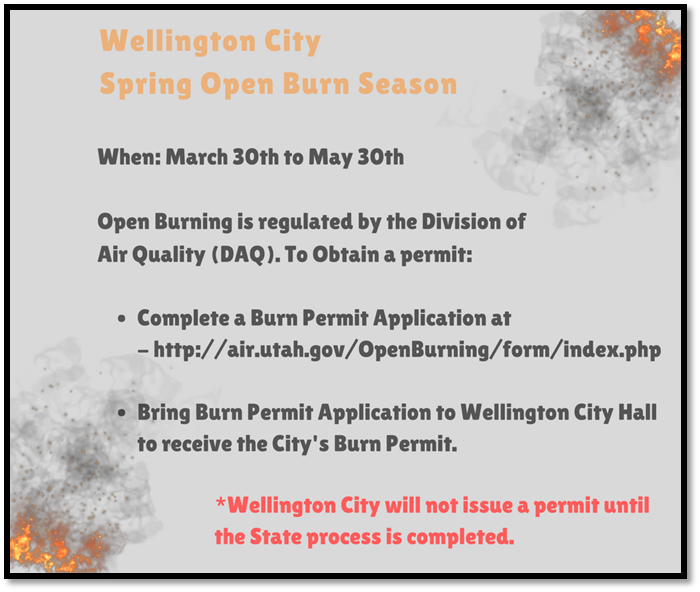 Wellington City
Spring Open Burn Season
When: March 30th to May 30th
Open Burning is regulated by the Division of
Air Quality (DAQ). To Obtain a permit:
• Complete a Burn Permit Application at
– http://air.utah.gov/OpenBurning/form/index.php
• Bring Burn Permit Application to Wellington City Hall
to receive the City's Burn Permit.
*Wellington City will not issue a permit until
the State process is completed.